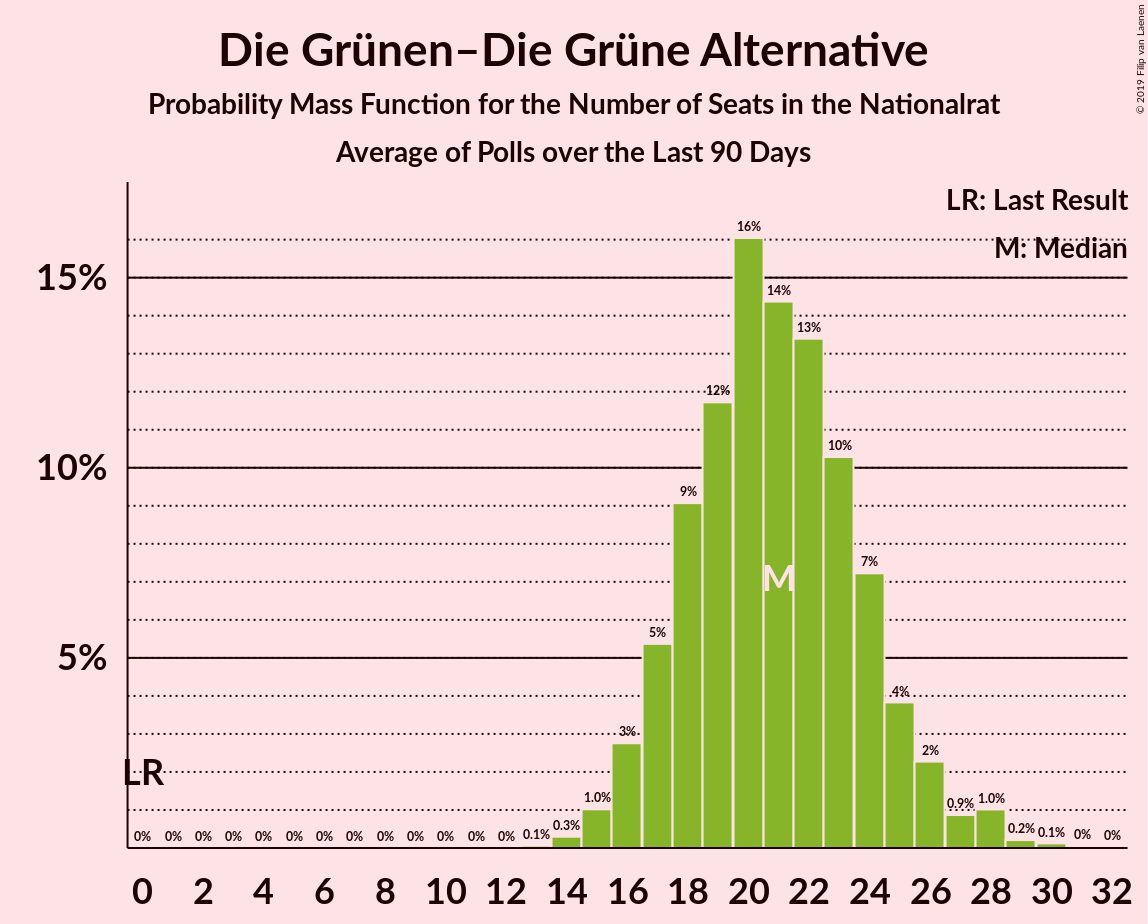 Die Grünen–Die Grüne Alternative
Probability Mass Function for the Number of Seats in the Nationalrat
Average of Polls over the Last 90 Days
© 2019 Filip van Laenen
LR: Last Result
M: Median
15%
10%
5%
16%
14%
13%
12%
10%
9%
7%
5%
4%
3%
2%
1.0%
0.9%
1.0%
0% 0% 0% 0% 0% 0% 0% 0% 0% 0% 0% 0% 0% 0.1% 0.3% 0.2% 0.1% 0% 0%
M
LR
0 2 4 6 8 10 12 14 16 18 20 22 24 26 28 30 32